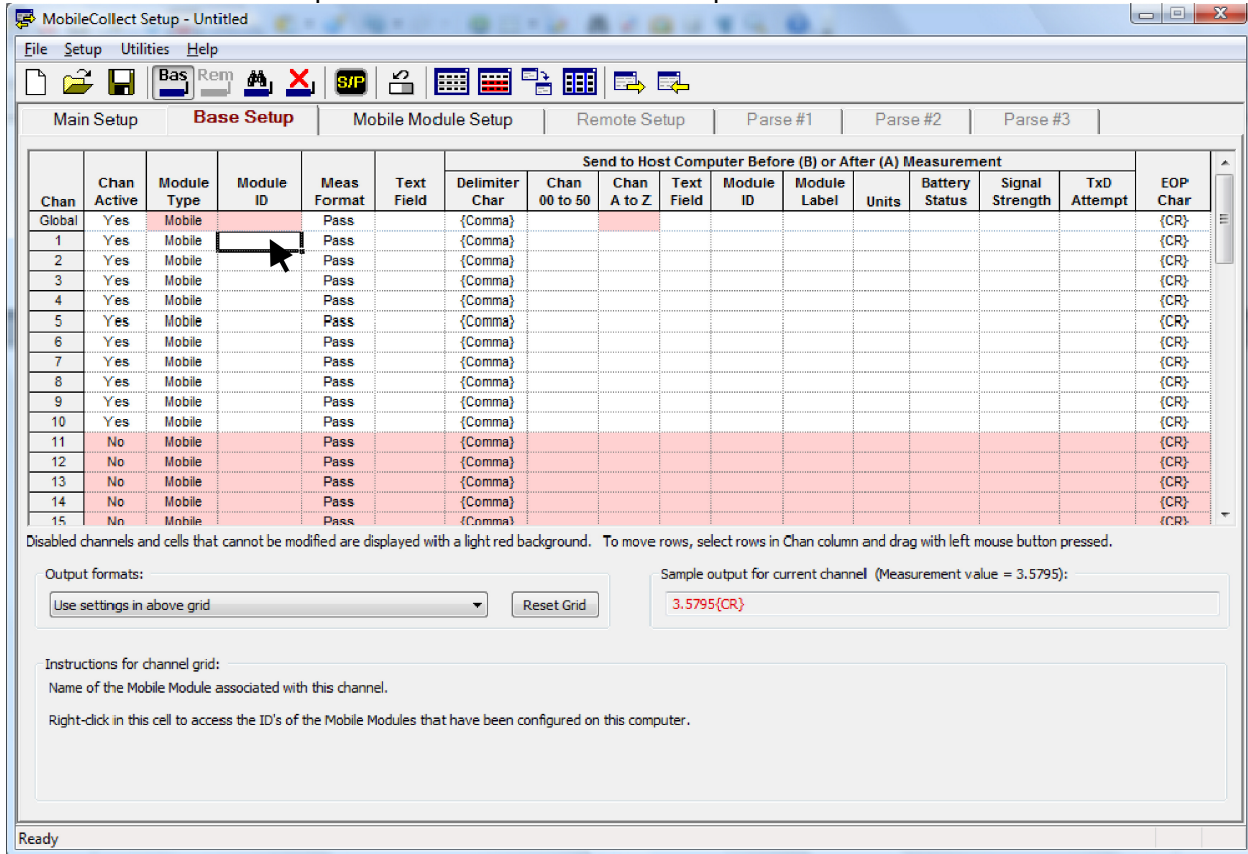 MobileCollect Setup - Untitled
File Setup Utilities Help
Bas Rem S/P
Main Setup Base Setup Mobile Module Setup Remote Setup Parse #1 Parse #2 Parse #3
Send to Host Computer Before (B) or After (A) Measurement
Chan Module Module Meas Text Delimiter Chan Chan Text Module Module Battery Signal TxD EOP
Chan Active Type ID Format Field Char 00 to 50 A to Z Field ID Label Units Status Strength Attempt Char
Global Yes Mobile Pass {Comma} {CR}
1 Yes Mobile Pass {Comma} {CR}
2 Yes Mobile Pass {Comma} {CR}
3 Yes Mobile Pass {Comma} {CR}
4 Yes Mobile Pass {Comma} {CR}
5 Yes Mobile Pass {Comma} {CR}
6 Yes Mobile Pass {Comma} {CR}
7 Yes Mobile Pass {Comma} {CR}
8 Yes Mobile Pass {Comma} {CR}
9 Yes Mobile Pass {Comma} {CR}
10 Yes Mobile Pass {Comma} {CR}
11 No Mobile Pass {Comma} {CR}
12 No Mobile Pass {Comma} {CR}
13 No Mobile Pass {Comma} {CR}
14 No Mobile Pass {Comma} {CR}
15 No Mobile Pass {Comma} {CR}
Disabled channels and cells that cannot be modified are displayed with a light red background. To move rows, select rows in Chan column and drag with left mouse button pressed.
Output formats: Sample output for current channel (Measurement value = 3.5795):
Use settings in above grid Reset Grid 3.5795{CR}
Instructions for channel grid:
Name of the Mobile Module associated with this channel.
Right-click in this cell to access the ID's of the Mobile Modules that have been configured on this computer.
Ready